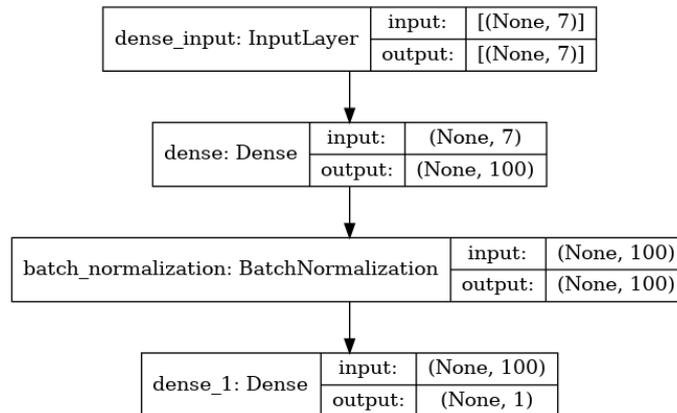 dense_input: InputLayer
input:
[(None, 7)]
output:
[(None, 7)]
dense: Dense
input:
(None, 7)
output:
(None, 100)
batch_normalization: BatchNormalization
input:
(None, 100)
output:
(None, 100)
dense_1: Dense
input:
(None, 100)
output:
(None, 1)